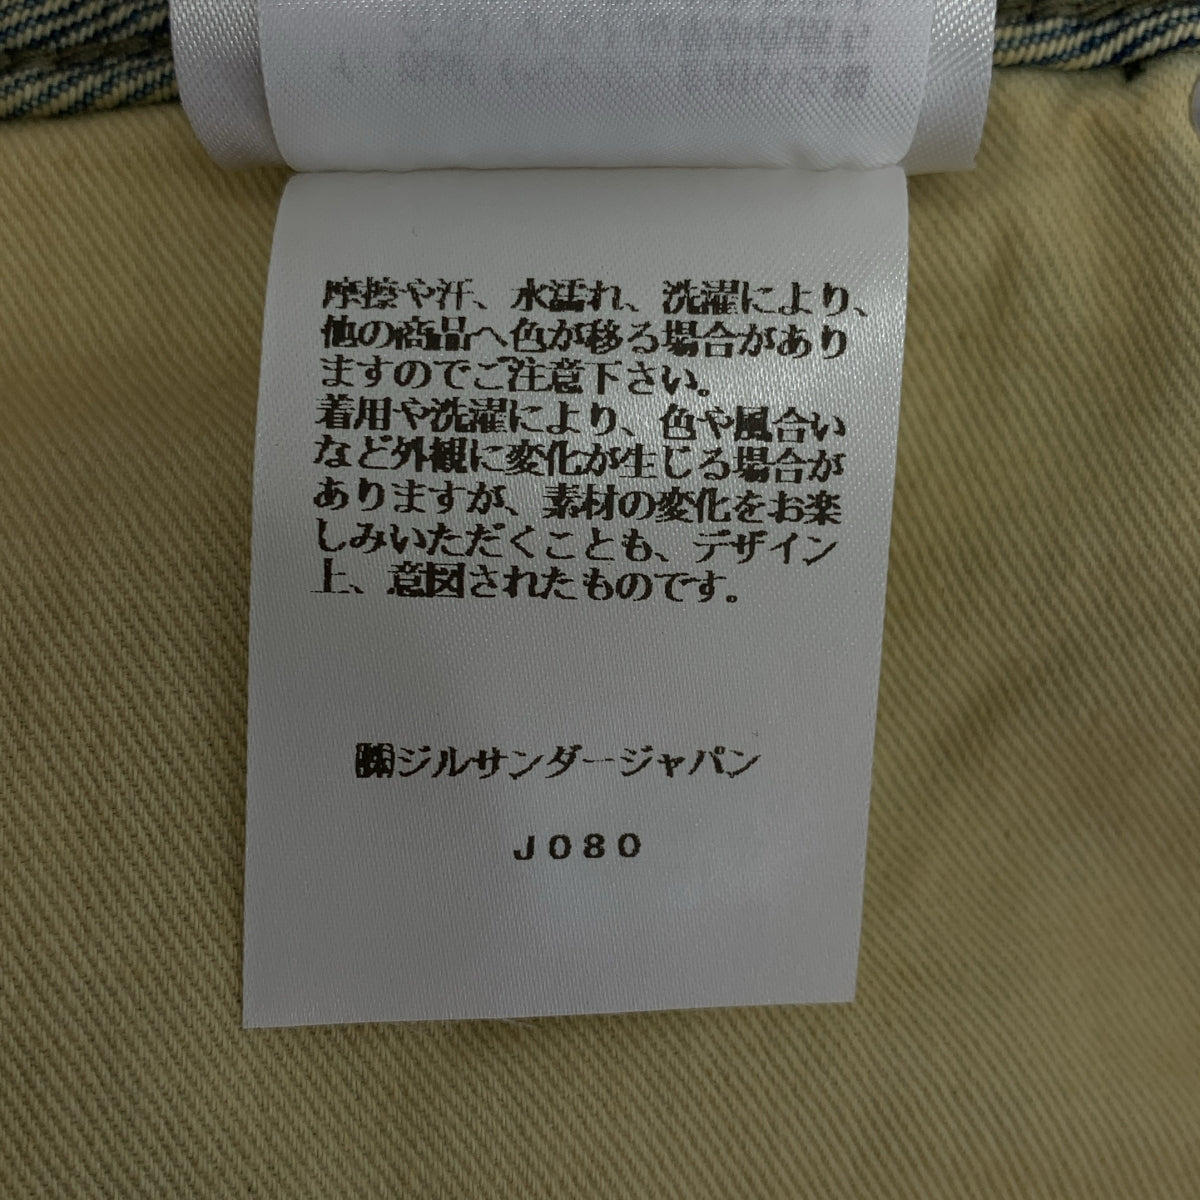 摩擦や汗、水濡れ、洗濯により、
他の商品へ色が移る場合があり
ますのでご注意下さい。
着用や洗濯により、色や風合い
など外観に変化が生じる場合が
ありますが、素材の変化をお楽
しみいただくことも、デザイン
上、意図されたものです。
㈱ジルサンダージャパン
J080